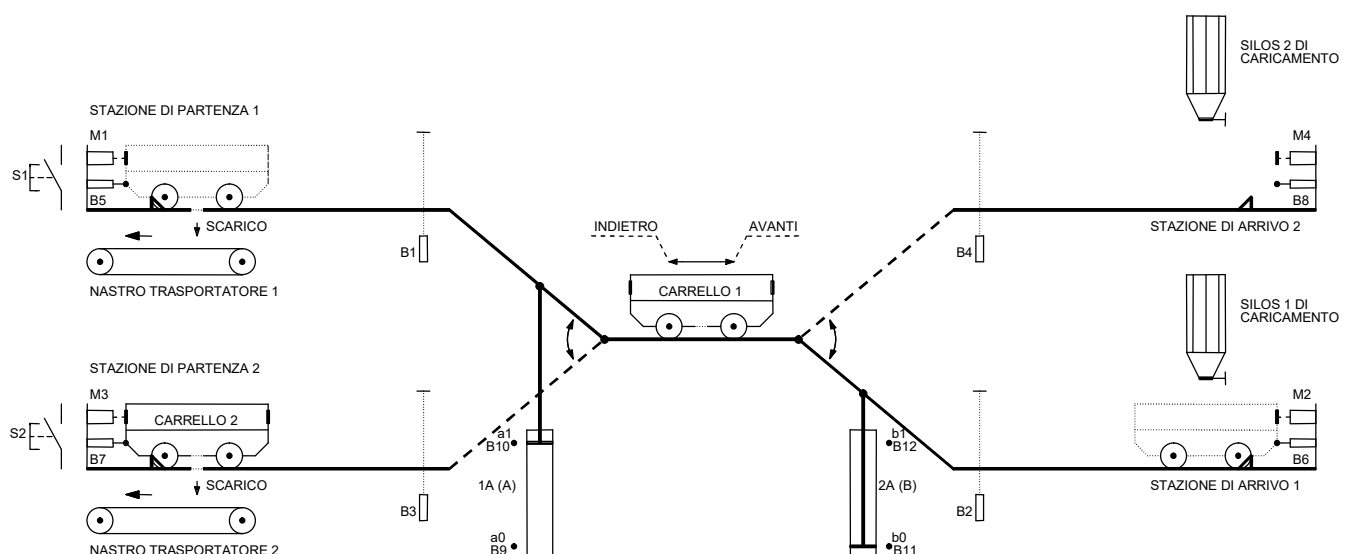 SILOS 2 DI
CARICAMENTO
STAZIONE DI PARTENZA 1
M1
M4
S1
B5
B8
SCARICO
INDIETRO
AVANTI
STAZIONE DI ARRIVO 2
B1
B4
NASTRO TRASPORTATORE 1
CARRELLO 1
SILOS 1 DI
CARICAMENTO
STAZIONE DI PARTENZA 2
M3
M2
CARRELLO 2
S2
a1
B10
b1
B12
B7
B6
SCARICO
1A (A)
2A (B)
STAZIONE DI ARRIVO 1
B3
B2
a0
B9
b0
B11
NASTRO TRASPORTATORE 2